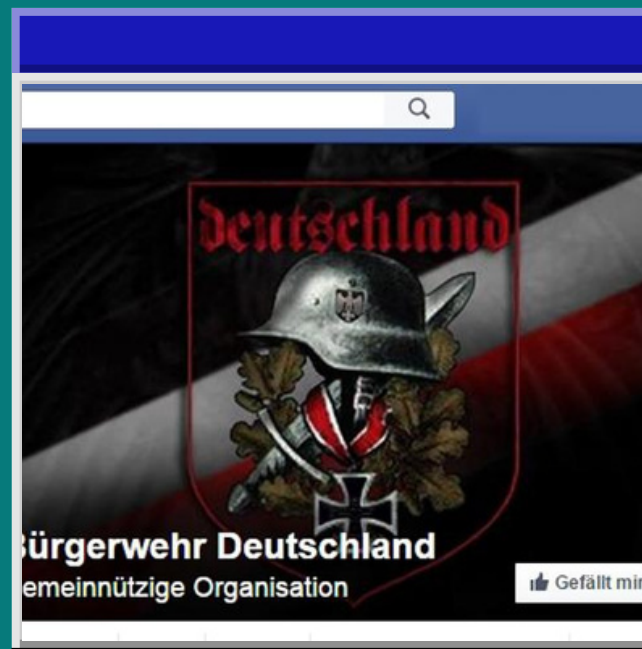 deutschland
Bürgerwehr Deutschland
emeinnützige Organisation
Gefällt mir